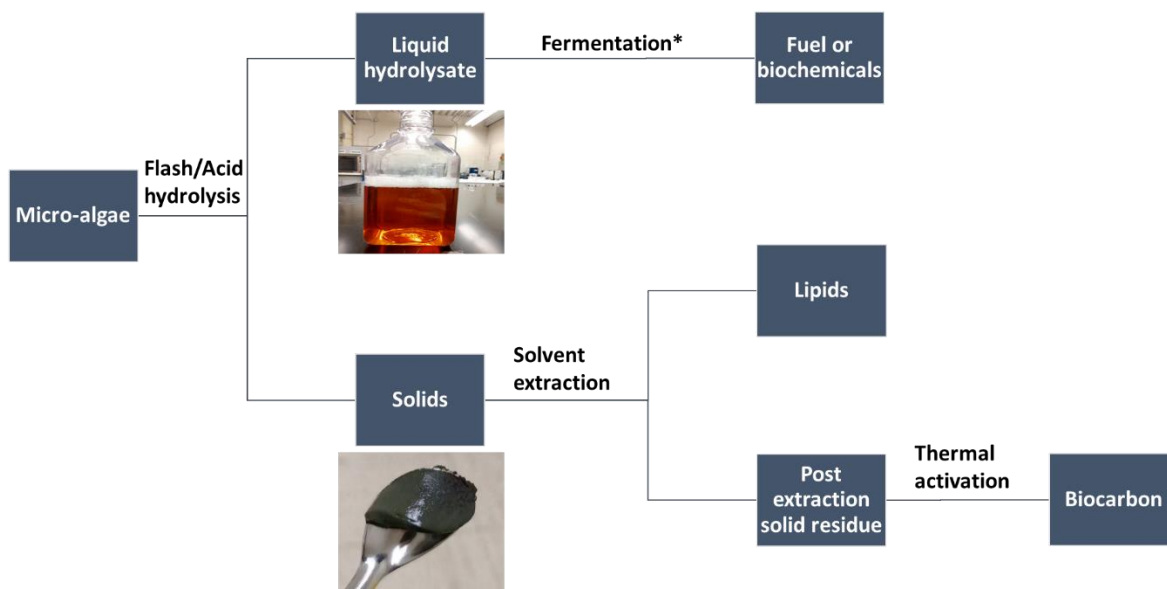 Liquid
hydrolysate
Fermentation*
Fuel or
biochemicals
Flash/Acid
hydrolysis
Micro-algae
Lipids
Solvent
extraction
Solids
Thermal
activation
Post
extraction
solid residue
Biocarbon